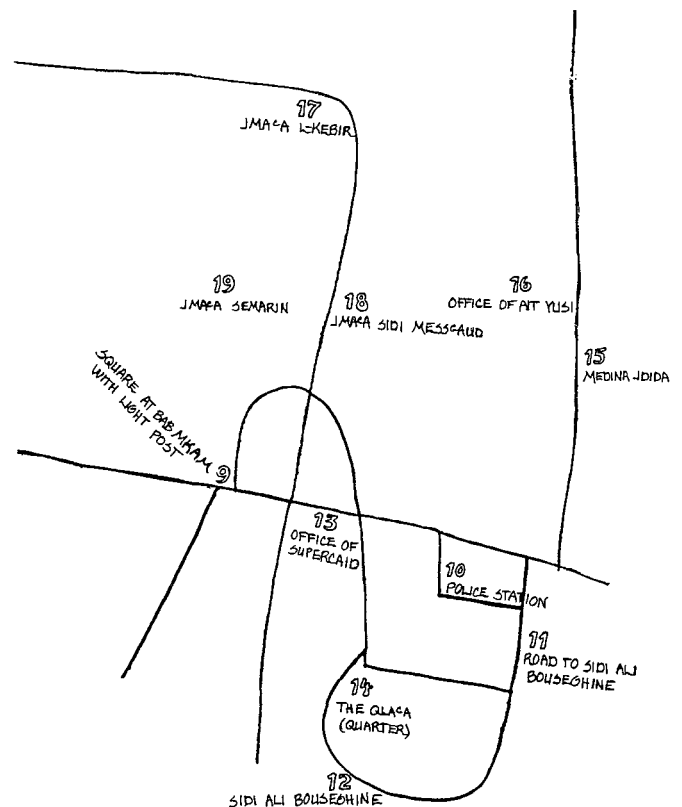 17
JMAᶜA L-KEBIR
19
JMAᶜA SEMARIN
18
JMAᶜA SIDI MESSᶜAUD
16
OFFICE OF AIT YUSI
15
MEDINA JDIDA
SQUARE AT BAB MKAM
WITH LIGHT POST
9
13
OFFICE OF
SUPERCAID
10
POLICE STATION
11
ROAD TO SIDI ALI
BOUSEGHINE
14
THE QLAᶜA
(QUARTER)
12
SIDI ALI BOUSEGHINE